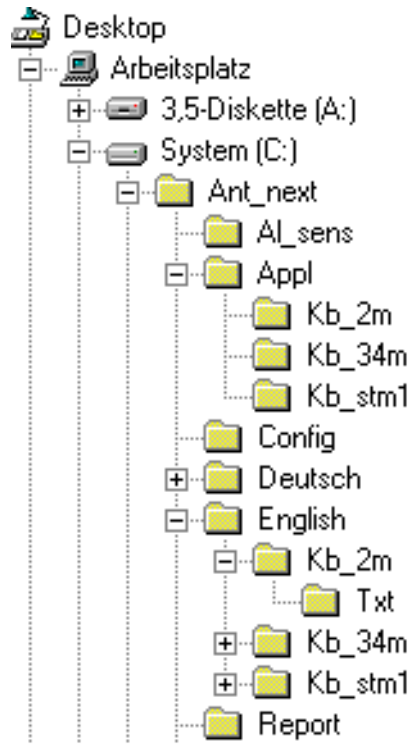 Desktop
Arbeitsplatz
3,5-Diskette (A:)
System (C:)
Ant_next
Al_sens
Appl
Kb_2m
Kb_34m
Kb_stm1
Config
Deutsch
English
Kb_2m
Txt
Kb_34m
Kb_stm1
Report